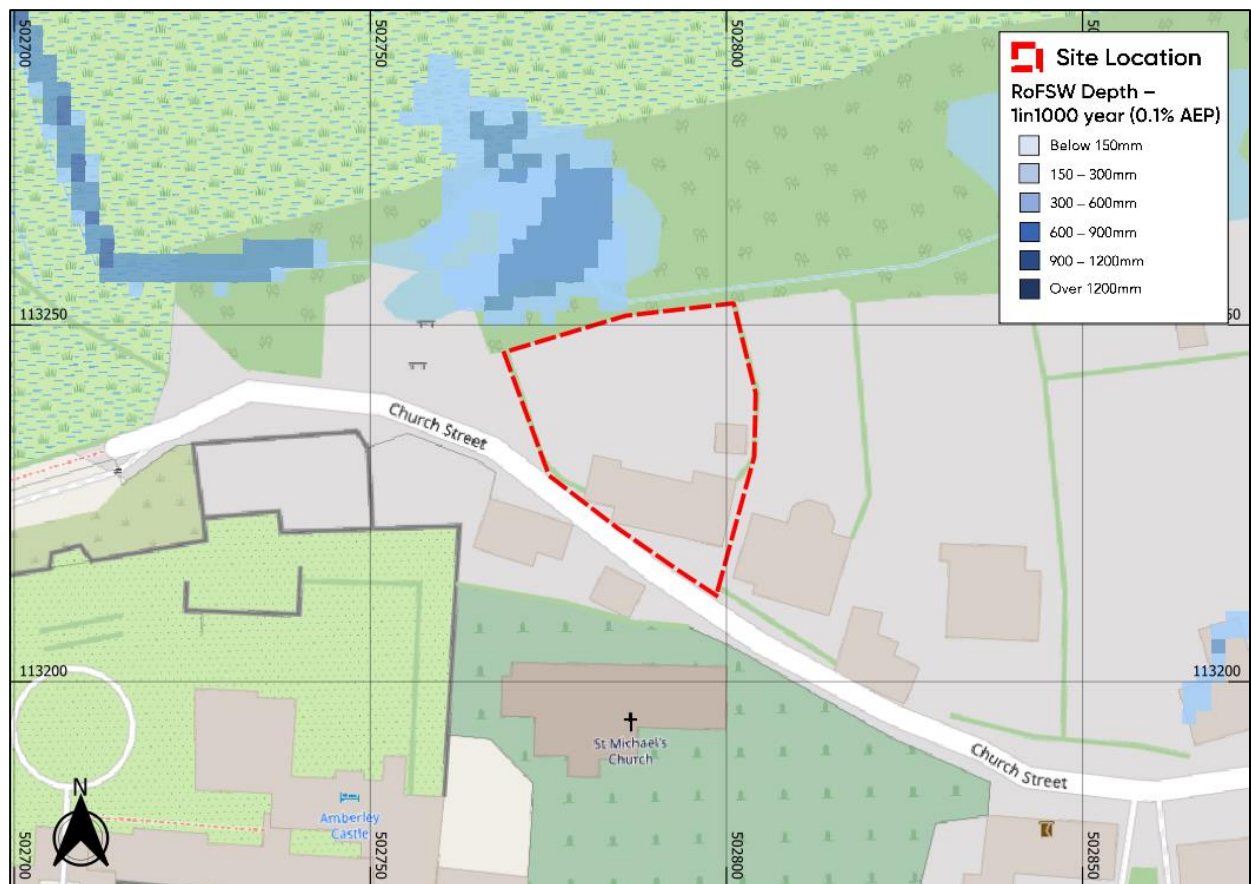 502700
502750
502800
50
Site Location
RoFSW Depth –
1in1000 year (0.1% AEP)
Below 150mm
150 – 300mm
300 – 600mm
600 – 900mm
900 – 1200mm
Over 1200mm
113250
50
Church Street
113200
113200
St Michael's
Church
Church Street
N
Amberley
Castle
502700
502750
502800
502850